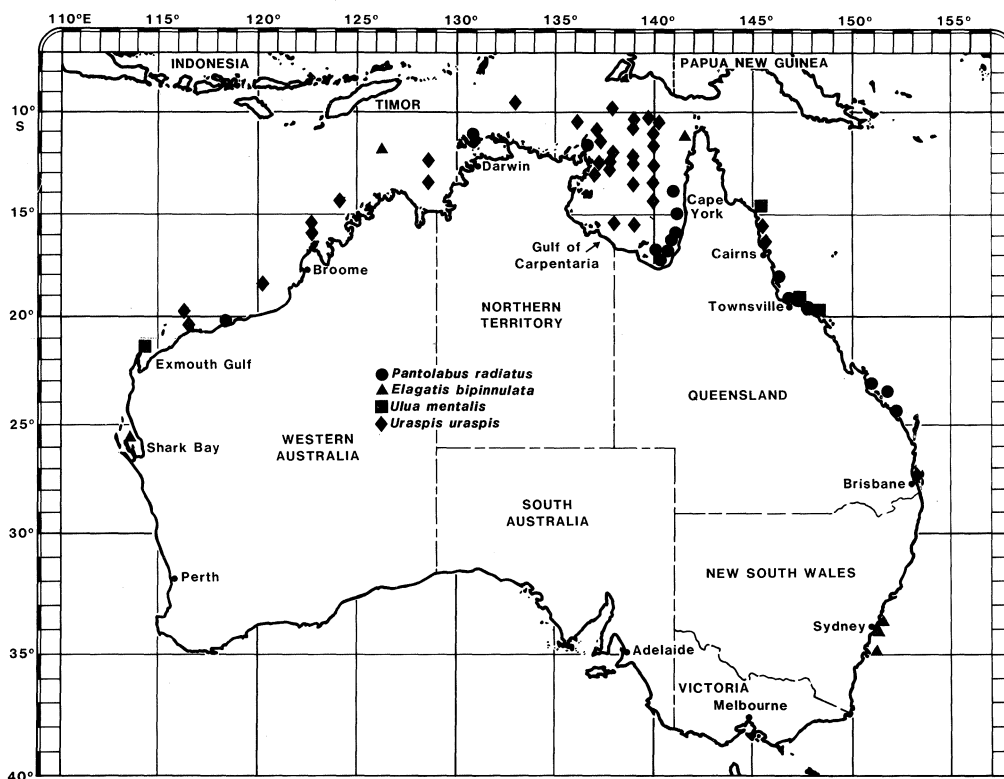 110°E 115° 120° 125° 130° 135° 140° 145° 150° 155°
INDONESIA
PAPUA NEW GUINEA
TIMOR
10°
S
Darwin
15°
Cape
York
Gulf of
Carpentaria
Cairns
Broome
NORTHERN
TERRITORY
Townsville
20°
Exmouth Gulf
Pantolabus radiatus
Elagatis bipinnulata
Ulua mentalis
Uraspis uraspis
QUEENSLAND
25°
Shark Bay
WESTERN
AUSTRALIA
Brisbane
SOUTH
AUSTRALIA
30°
Perth
NEW SOUTH WALES
Sydney
35°
Adelaide
VICTORIA
Melbourne
40°